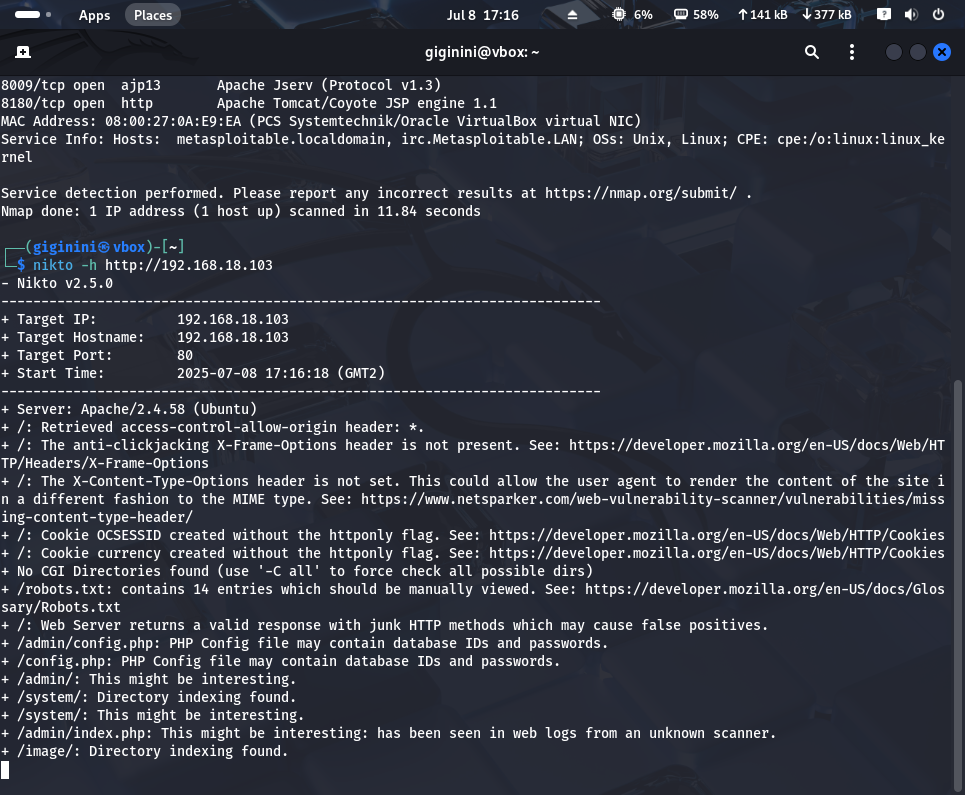 Apps Places Jul 8 17:16 6% 58% 141 kB 377 kB
giginini@vbox: ~
8009/tcp open  ajp13       Apache Jserv (Protocol v1.3)
8180/tcp open  http        Apache Tomcat/Coyote JSP engine 1.1
MAC Address: 08:00:27:0A:E9:EA (PCS Systemtechnik/Oracle VirtualBox virtual NIC)
Service Info: Hosts:  metasploitable.localdomain, irc.Metasploitable.LAN; OSs: Unix, Linux; CPE: cpe:/o:linux:linux_ke
rnel
Service detection performed. Please report any incorrect results at https://nmap.org/submit/ .
Nmap done: 1 IP address (1 host up) scanned in 11.84 seconds
┌──(giginini㉿vbox)-[~]
└─$ nikto -h http://192.168.18.103
- Nikto v2.5.0
---------------------------------------------------------------------------
+ Target IP:          192.168.18.103
+ Target Hostname:    192.168.18.103
+ Target Port:        80
+ Start Time:         2025-07-08 17:16:18 (GMT2)
---------------------------------------------------------------------------
+ Server: Apache/2.4.58 (Ubuntu)
+ /: Retrieved access-control-allow-origin header: *.
+ /: The anti-clickjacking X-Frame-Options header is not present. See: https://developer.mozilla.org/en-US/docs/Web/HT
TP/Headers/X-Frame-Options
+ /: The X-Content-Type-Options header is not set. This could allow the user agent to render the content of the site i
n a different fashion to the MIME type. See: https://www.netsparker.com/web-vulnerability-scanner/vulnerabilities/miss
ing-content-type-header/
+ /: Cookie OCSESSID created without the httponly flag. See: https://developer.mozilla.org/en-US/docs/Web/HTTP/Cookies
+ /: Cookie currency created without the httponly flag. See: https://developer.mozilla.org/en-US/docs/Web/HTTP/Cookies
+ No CGI Directories found (use '-C all' to force check all possible dirs)
+ /robots.txt: contains 14 entries which should be manually viewed. See: https://developer.mozilla.org/en-US/docs/Glos
sary/Robots.txt
+ /: Web Server returns a valid response with junk HTTP methods which may cause false positives.
+ /admin/config.php: PHP Config file may contain database IDs and passwords.
+ /config.php: PHP Config file may contain database IDs and passwords.
+ /admin/: This might be interesting.
+ /system/: Directory indexing found.
+ /system/: This might be interesting.
+ /admin/index.php: This might be interesting: has been seen in web logs from an unknown scanner.
+ /image/: Directory indexing found.